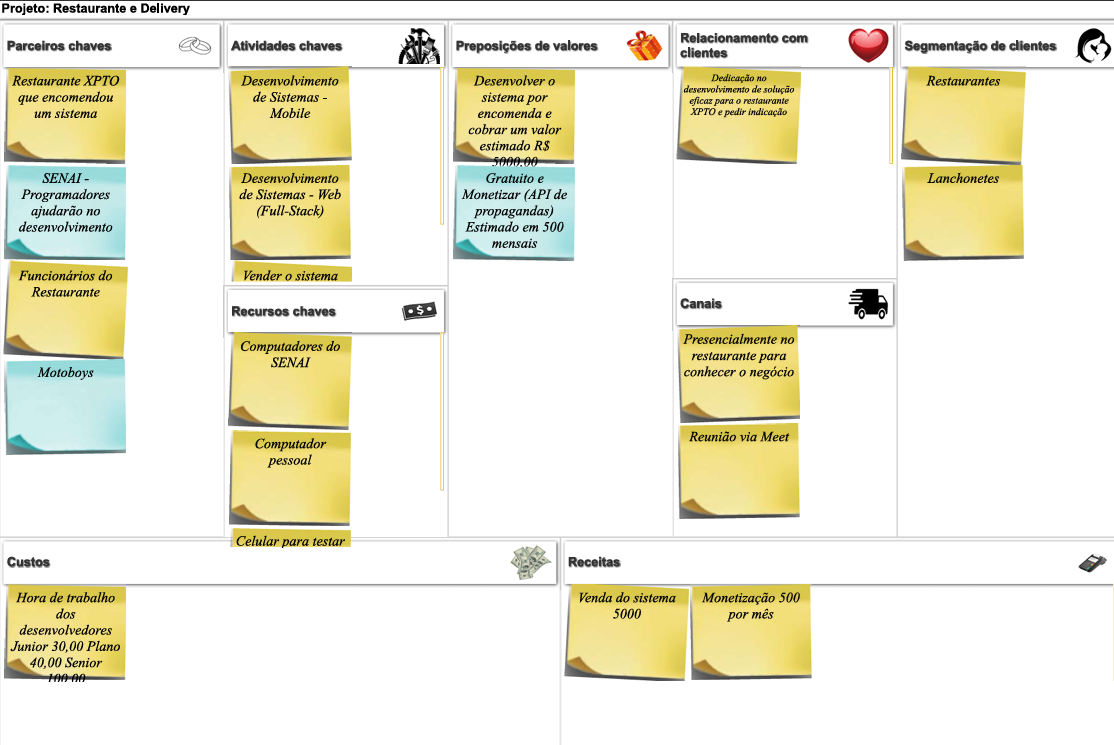 Projeto: Restaurante e Delivery
Parceiros chaves
Restaurante XPTO
que encomendou
um sistema
SENAI -
Programadores
ajudarão no
desenvolvimento
Funcionários do
Restaurante
Motoboys
Atividades chaves
Desenvolvimento
de Sistemas -
Mobile
Desenvolvimento
de Sistemas - Web
(Full-Stack)
Vender o sistema
Recursos chaves
Computadores do
SENAI
Computador
pessoal
Celular para testar
Preposições de valores
Desenvolver o
sistema por
encomenda e
cobrar um valor
estimado R$
5000,00
Gratuito e
Monetizar (API de
propagandas)
Estimado em 500
mensais
Relacionamento com
clientes
Dedicação no
desenvolvimento de solução
eficaz para o restaurante
XPTO e pedir indicação
Canais
Presencialmente no
restaurante para
conhecer o negócio
Reunião via Meet
Segmentação de clientes
Restaurantes
Lanchonetes
Custos
Hora de trabalho
dos
desenvolvedores
Junior 30,00 Plano
40,00 Senior
100,00
Receitas
Venda do sistema
5000
Monetização 500
por mês